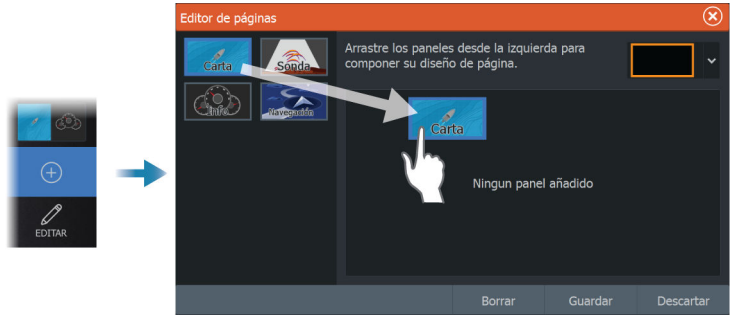 EDITAR
Editor de páginas
Carta
Sonda
Info
Navegación
Arrastre los paneles desde la izquierda para
componer su diseño de página.
Carta
Ningun panel añadido
Borrar
Guardar
Descartar